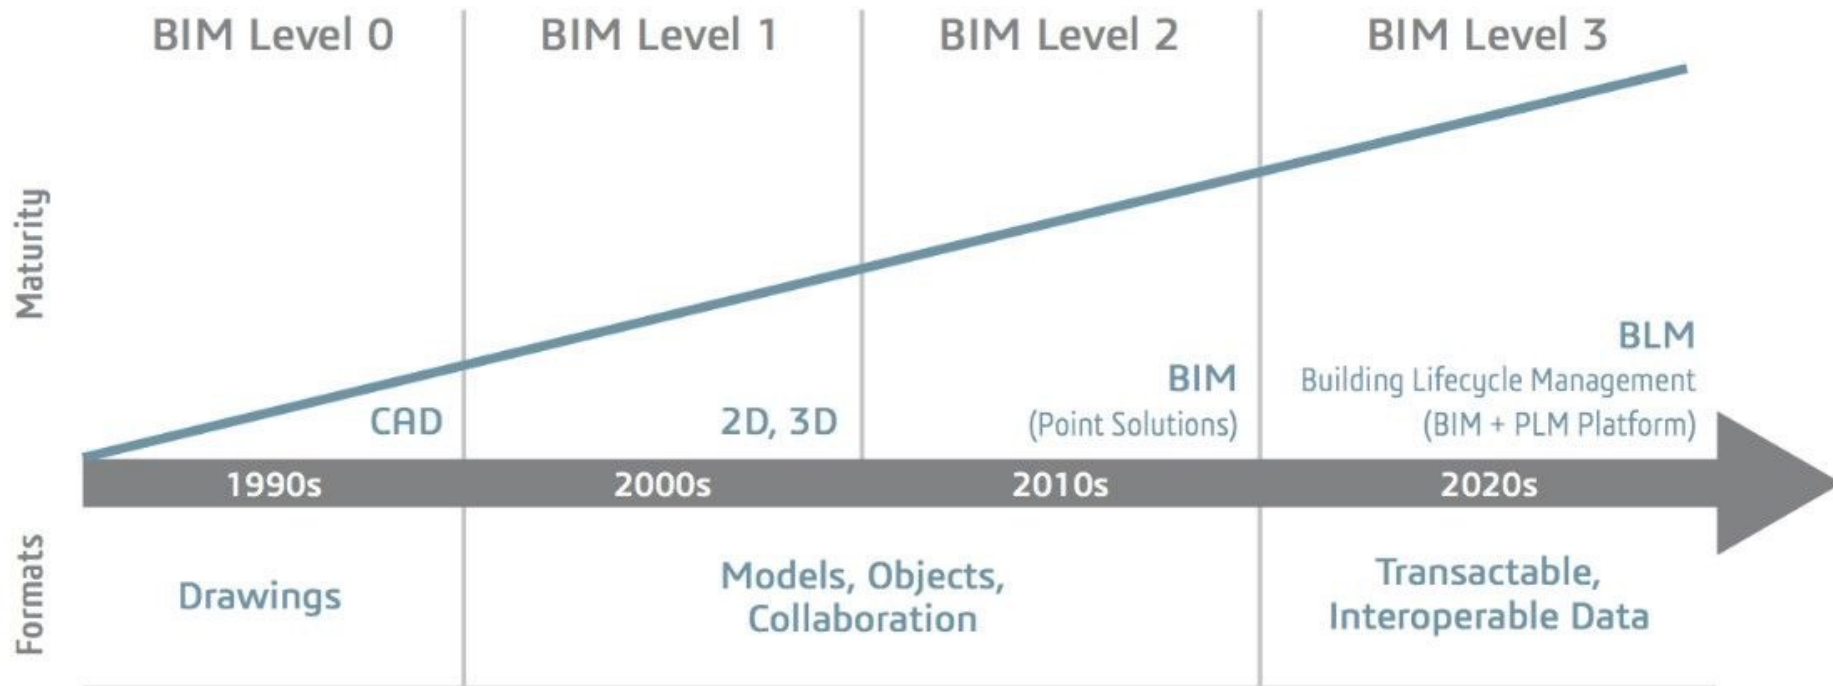 BIM Level 0
BIM Level 1
BIM Level 2
BIM Level 3
Maturity
CAD
2D, 3D
BIM
(Point Solutions)
BLM
Building Lifecycle Management
(BIM + PLM Platform)
1990s
2000s
2010s
2020s
Formats
Drawings
Models, Objects,
Collaboration
Transactable,
Interoperable Data